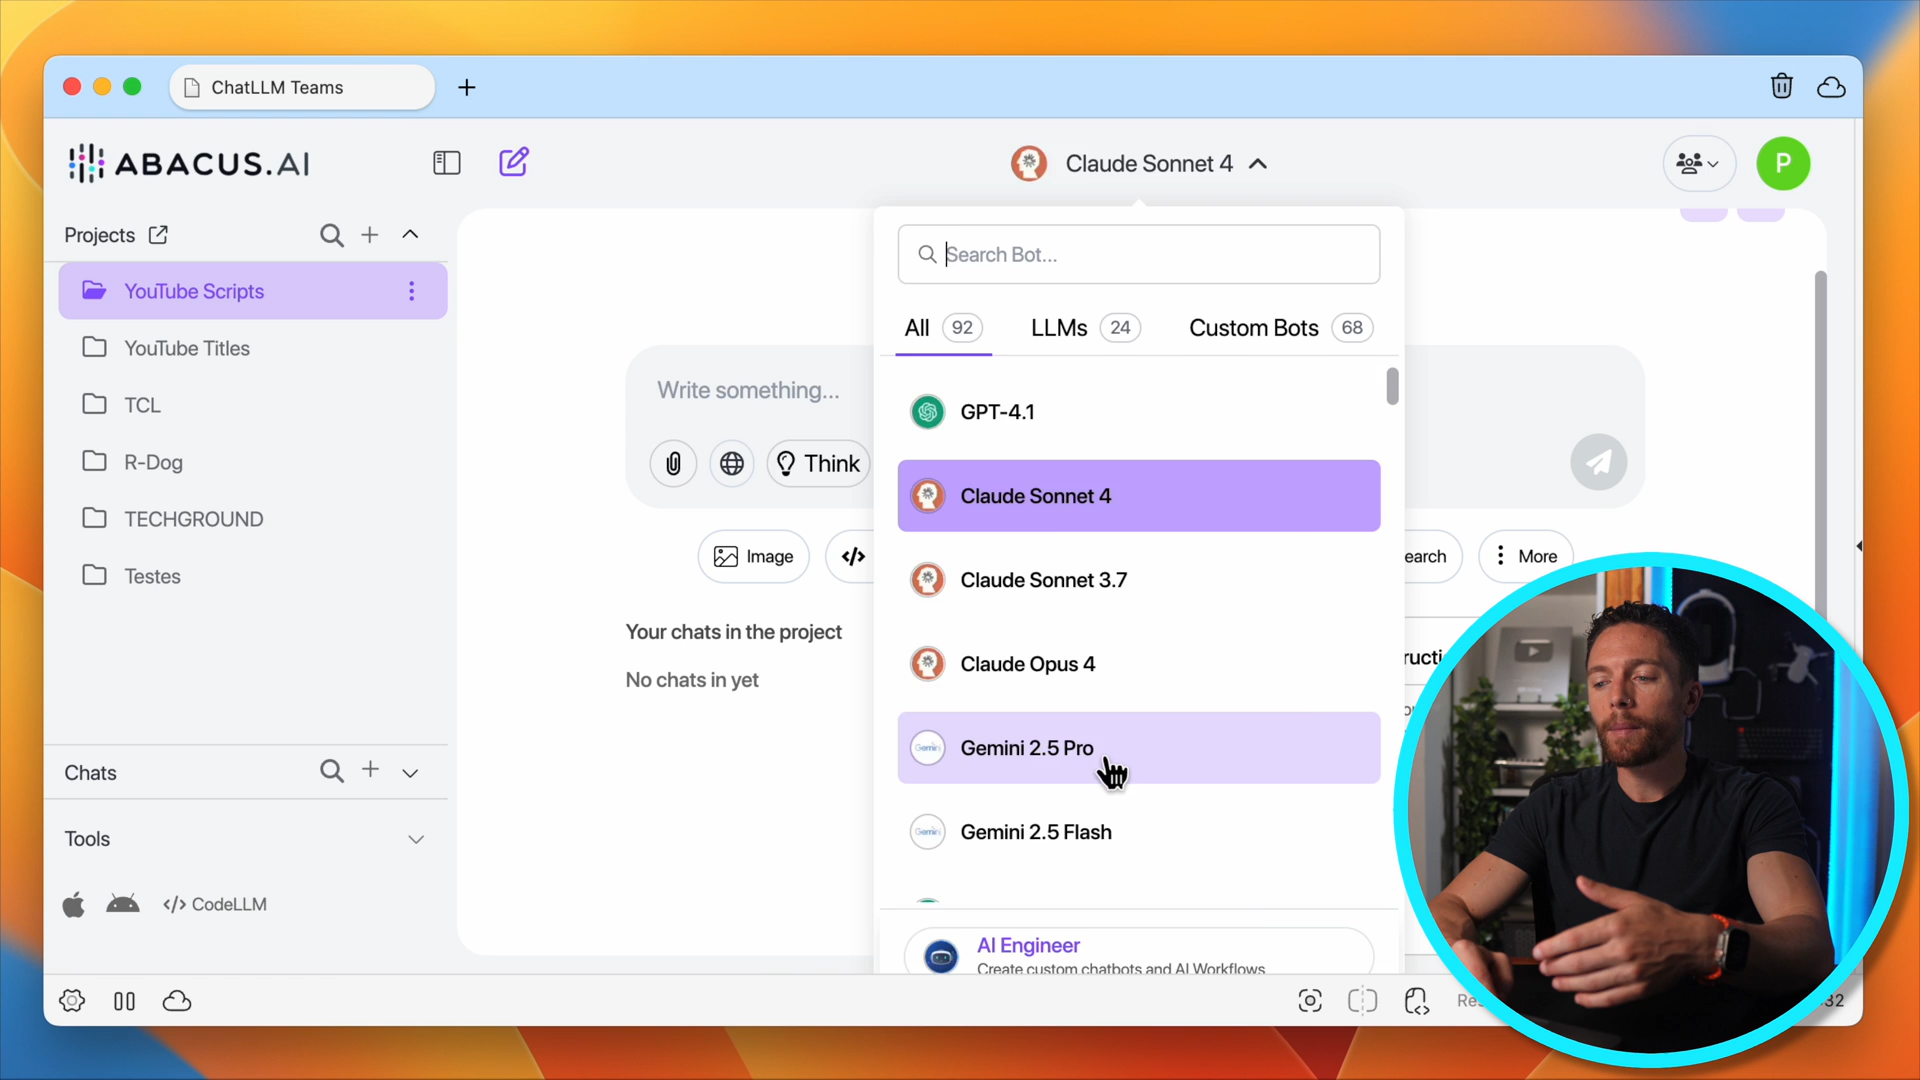 ChatLLM Teams
ABACUS.AI
Claude Sonnet 4
P
Projects
YouTube Scripts
YouTube Titles
TCL
R-Dog
TECHGROUND
Testes
Chats
Tools
CodeLLM
Write something...
Think
Image
earch
More
Your chats in the project
No chats in yet
Search Bot...
All 92
LLMs 24
Custom Bots 68
GPT-4.1
Claude Sonnet 4
Claude Sonnet 3.7
Claude Opus 4
Gemini 2.5 Pro
Gemini 2.5 Flash
AI Engineer
Create custom chatbots and AI Workflows